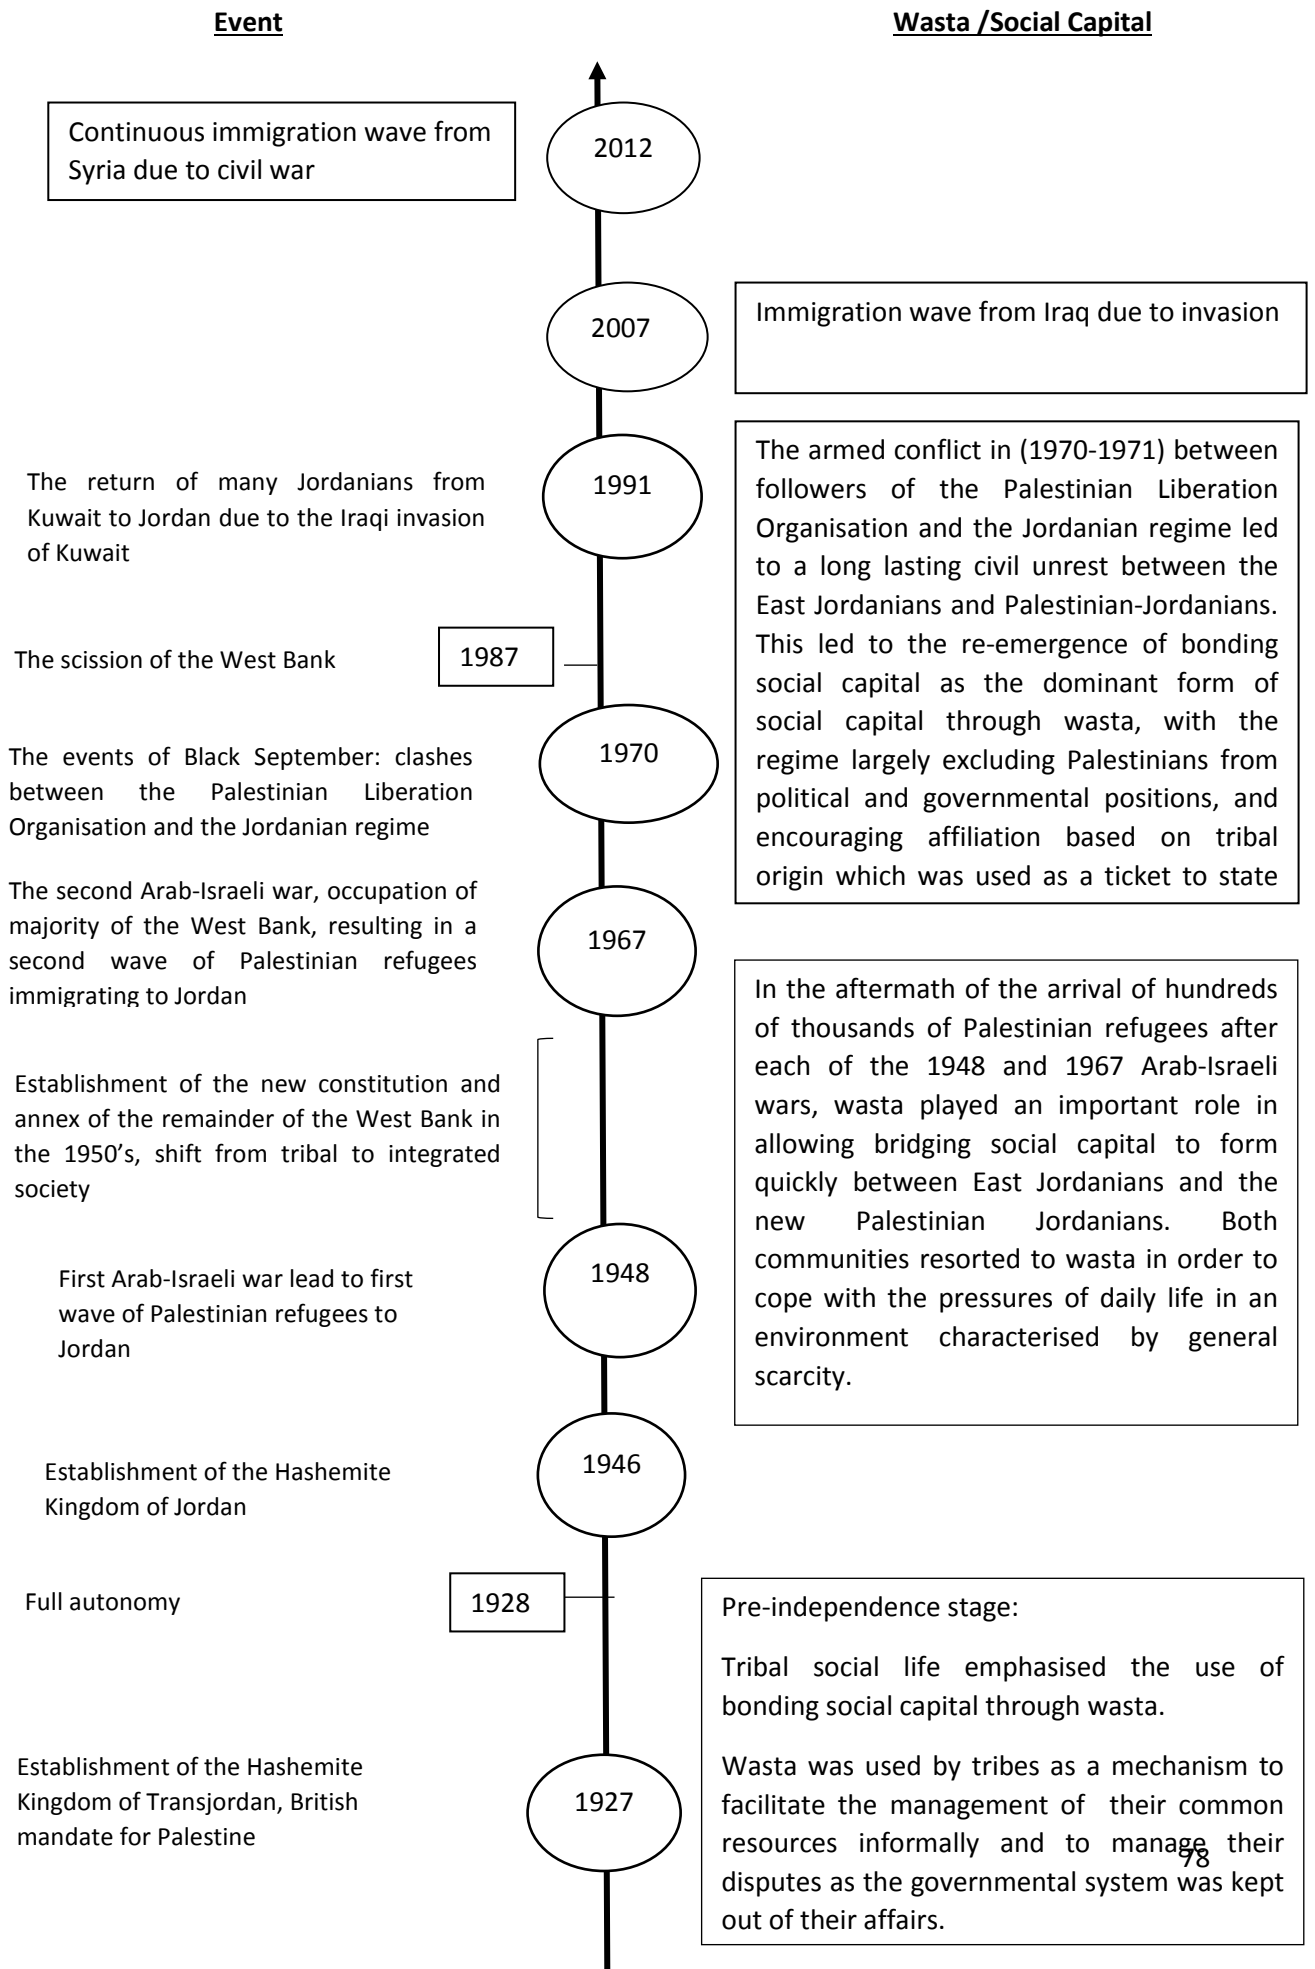 Event
Wasta /Social Capital
Continuous immigration wave from
Syria due to civil war
2012
2007
Immigration wave from Iraq due to invasion
The return of many Jordanians from
Kuwait to Jordan due to the Iraqi invasion
of Kuwait
1991
The scission of the West Bank
1987
The events of Black September: clashes
between the Palestinian Liberation
Organisation and the Jordanian regime
1970
The armed conflict in (1970-1971) between
followers of the Palestinian Liberation
Organisation and the Jordanian regime led
to a long lasting civil unrest between the
East Jordanians and Palestinian-Jordanians.
This led to the re-emergence of bonding
social capital as the dominant form of
social capital through wasta, with the
regime largely excluding Palestinians from
political and governmental positions, and
encouraging affiliation based on tribal
origin which was used as a ticket to state
The second Arab-Israeli war, occupation of
majority of the West Bank, resulting in a
second wave of Palestinian refugees
immigrating to Jordan
1967
Establishment of the new constitution and
annex of the remainder of the West Bank in
the 1950's, shift from tribal to integrated
society
In the aftermath of the arrival of hundreds
of thousands of Palestinian refugees after
each of the 1948 and 1967 Arab-Israeli
wars, wasta played an important role in
allowing bridging social capital to form
quickly between East Jordanians and the
new Palestinian Jordanians. Both
communities resorted to wasta in order to
cope with the pressures of daily life in an
environment characterised by general
scarcity.
First Arab-Israeli war lead to first
wave of Palestinian refugees to
Jordan
1948
Establishment of the Hashemite
Kingdom of Jordan
1946
Full autonomy
1928
Establishment of the Hashemite
Kingdom of Transjordan, British
mandate for Palestine
1927
Pre-independence stage:
Tribal social life emphasised the use of
bonding social capital through wasta.
Wasta was used by tribes as a mechanism to
facilitate the management of their common
resources informally and to manage their
disputes as the governmental system was kept
out of their affairs.
78